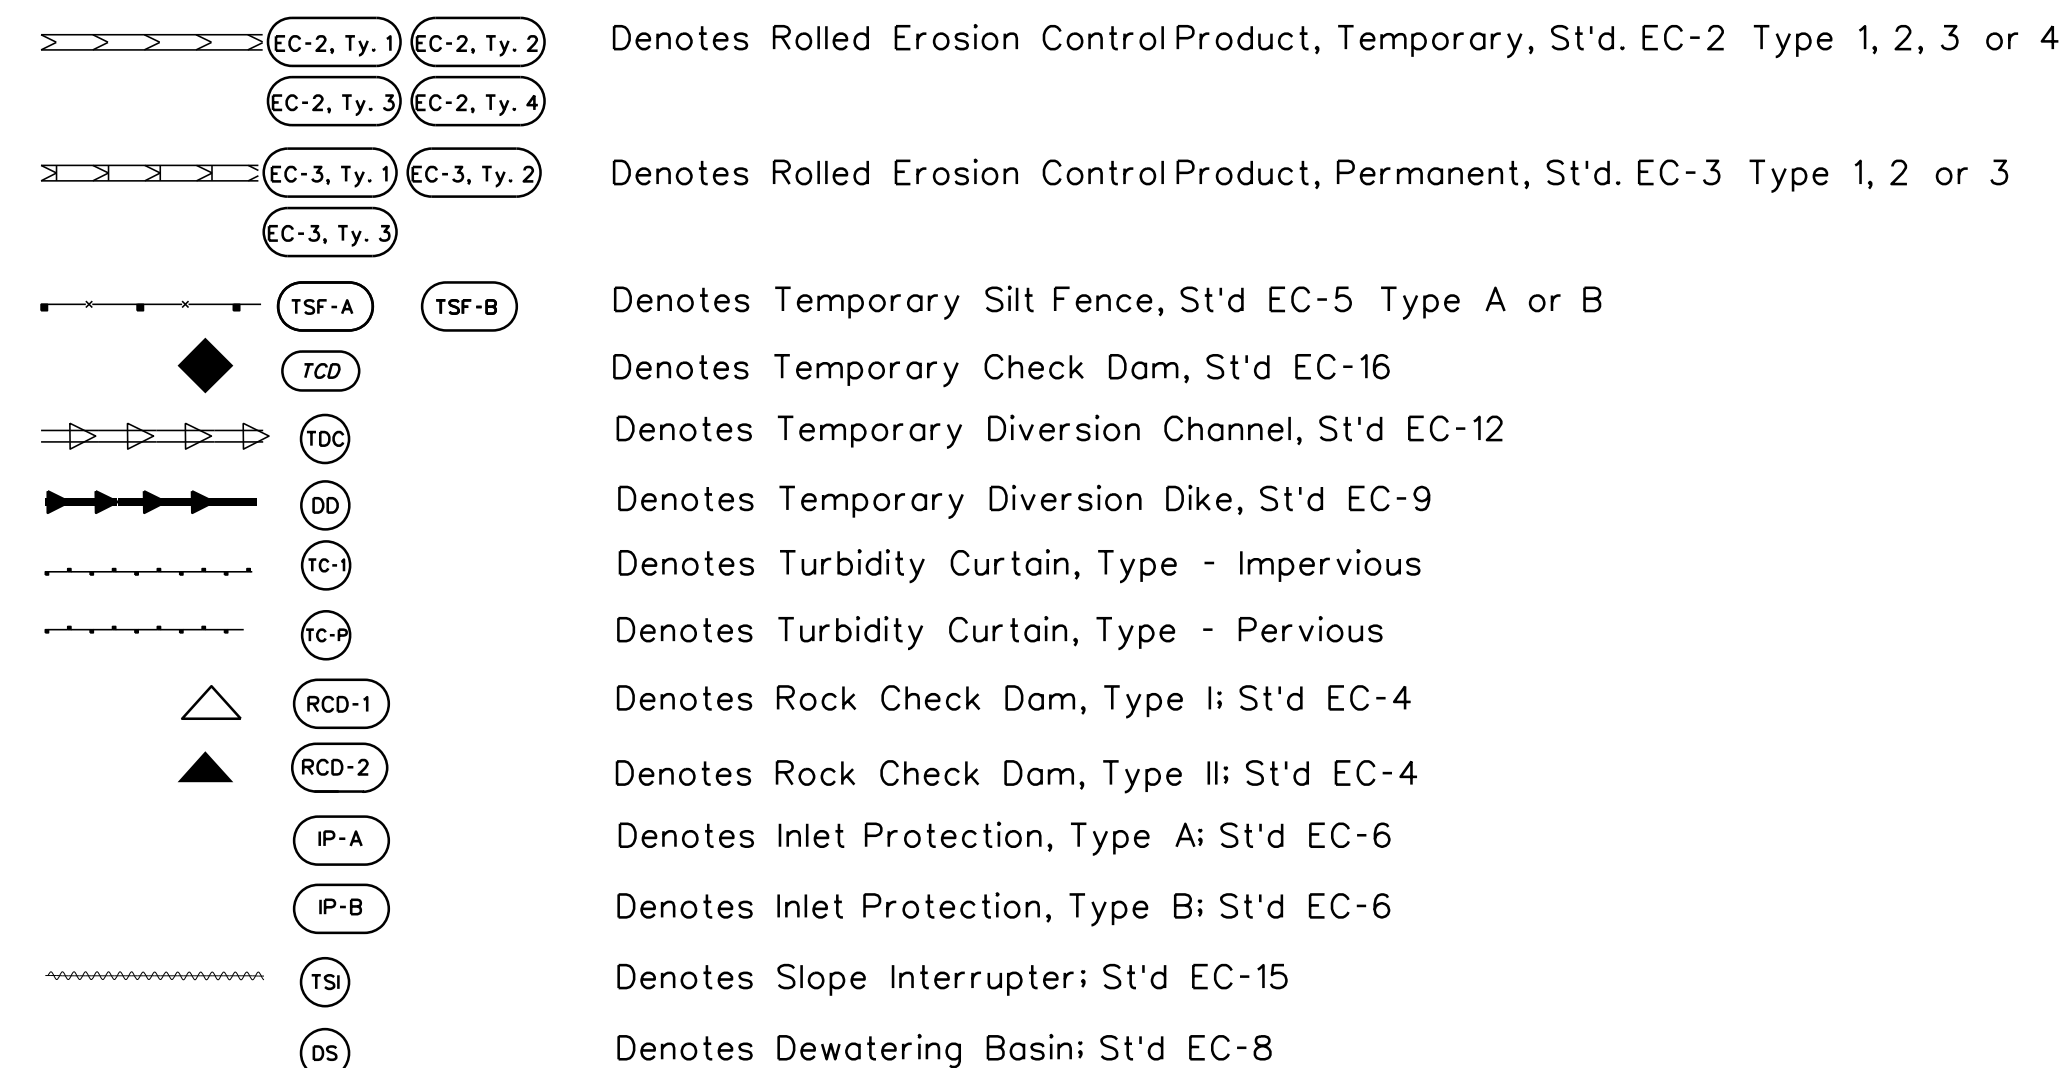 EC-2, Ty. 1 EC-2, Ty. 2 Denotes Rolled Erosion Control Product, Temporary, St'd. EC-2 Type 1, 2, 3 or 4
EC-2, Ty. 3 EC-2, Ty. 4
EC-3, Ty. 1 EC-3, Ty. 2 Denotes Rolled Erosion Control Product, Permanent, St'd. EC-3 Type 1, 2 or 3
EC-3, Ty. 3
TSF-A TSF-B Denotes Temporary Silt Fence, St'd EC-5 Type A or B
TCD Denotes Temporary Check Dam, St'd EC-16
TDC Denotes Temporary Diversion Channel, St'd EC-12
DD Denotes Temporary Diversion Dike, St'd EC-9
TC-1 Denotes Turbidity Curtain, Type - Impervious
TC-P Denotes Turbidity Curtain, Type - Pervious
RCD-1 Denotes Rock Check Dam, Type I; St'd EC-4
RCD-2 Denotes Rock Check Dam, Type II; St'd EC-4
IP-A Denotes Inlet Protection, Type A; St'd EC-6
IP-B Denotes Inlet Protection, Type B; St'd EC-6
TSI Denotes Slope Interrupter; St'd EC-15
DS Denotes Dewatering Basin; St'd EC-8